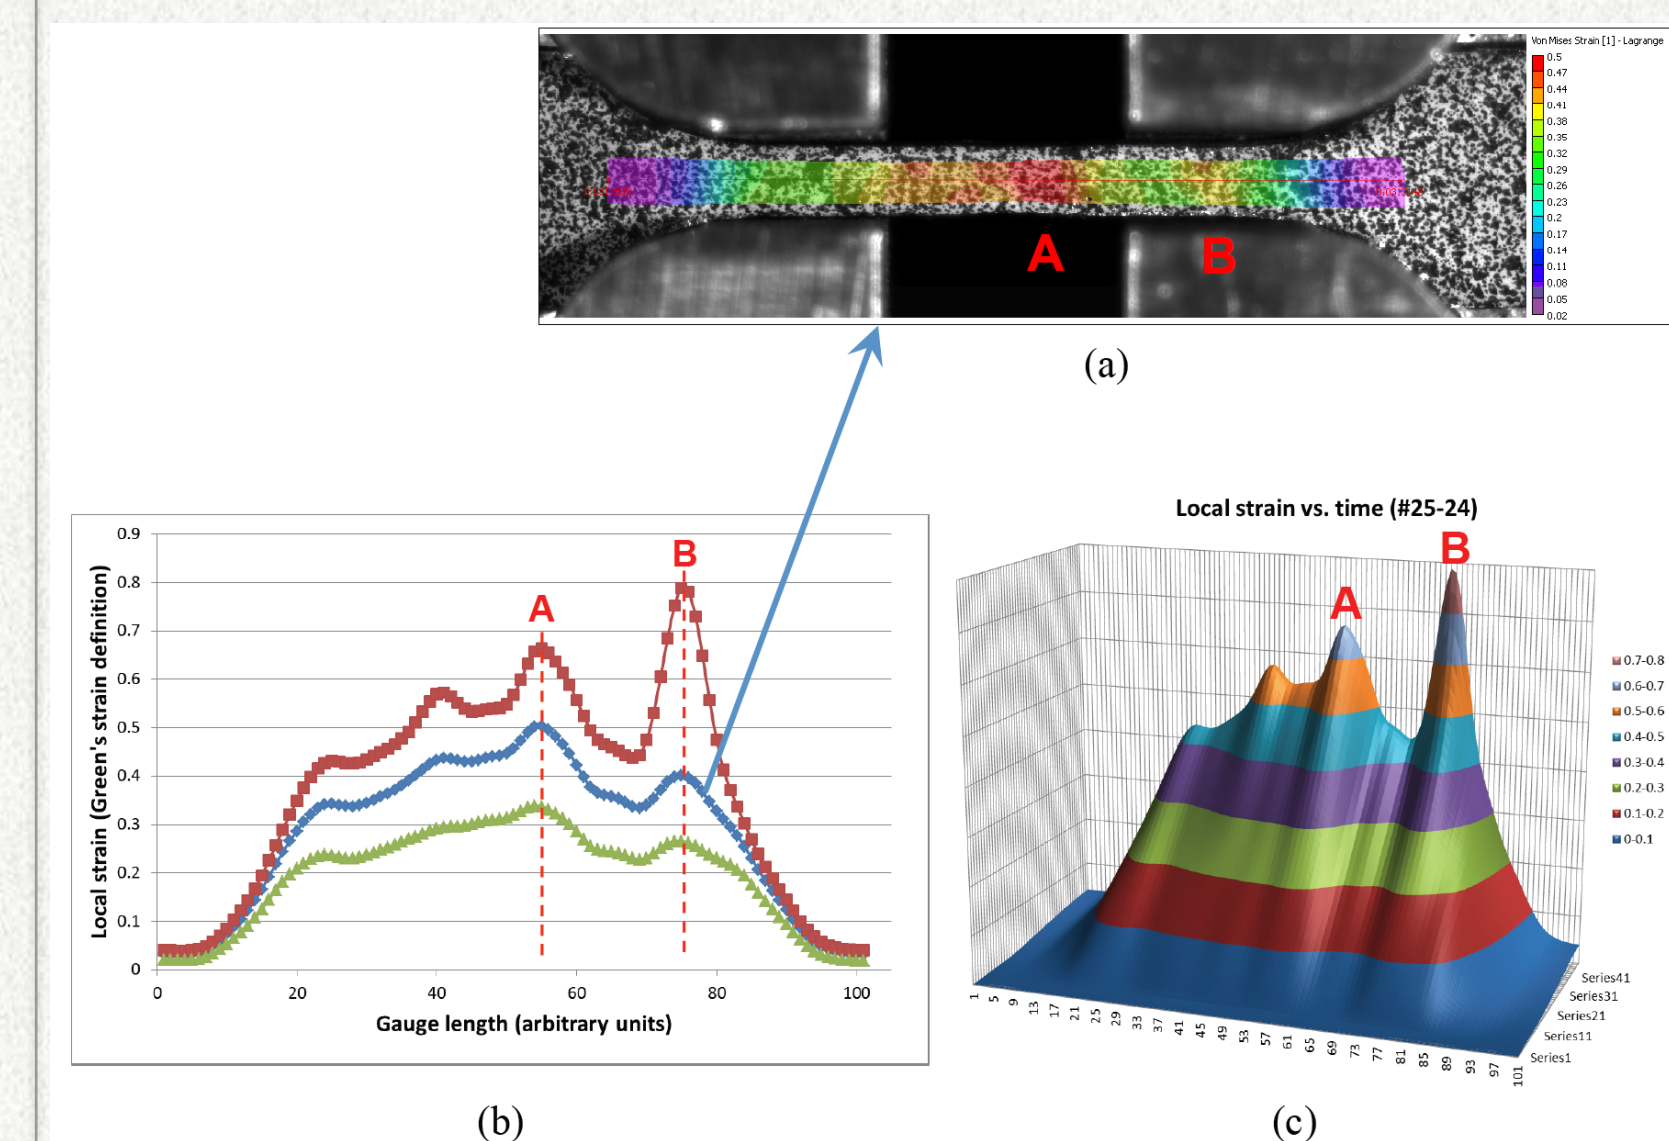 Von Mises Strain [1] - Lagrange
0.5
0.47
0.44
0.41
0.38
0.35
0.32
0.29
0.26
0.23
0.2
0.17
0.14
0.11
0.08
0.05
0.02
A
B
(a)
0.9
0.8
0.7
0.6
0.5
0.4
0.3
0.2
0.1
0
Local strain (Green's strain definition)
A
B
0 20 40 60 80 100
Gauge length (arbitrary units)
(b)
Local strain vs. time (#25-24)
A
B
0.7-0.8
0.6-0.7
0.5-0.6
0.4-0.5
0.3-0.4
0.2-0.3
0.1-0.2
0-0.1
Series41
Series31
Series21
Series11
Series1
1 5 9 13 17 21 25 29 33 37 41 45 49 53 57 61 65 69 73 77 81 85 89 93 97 101
(c)